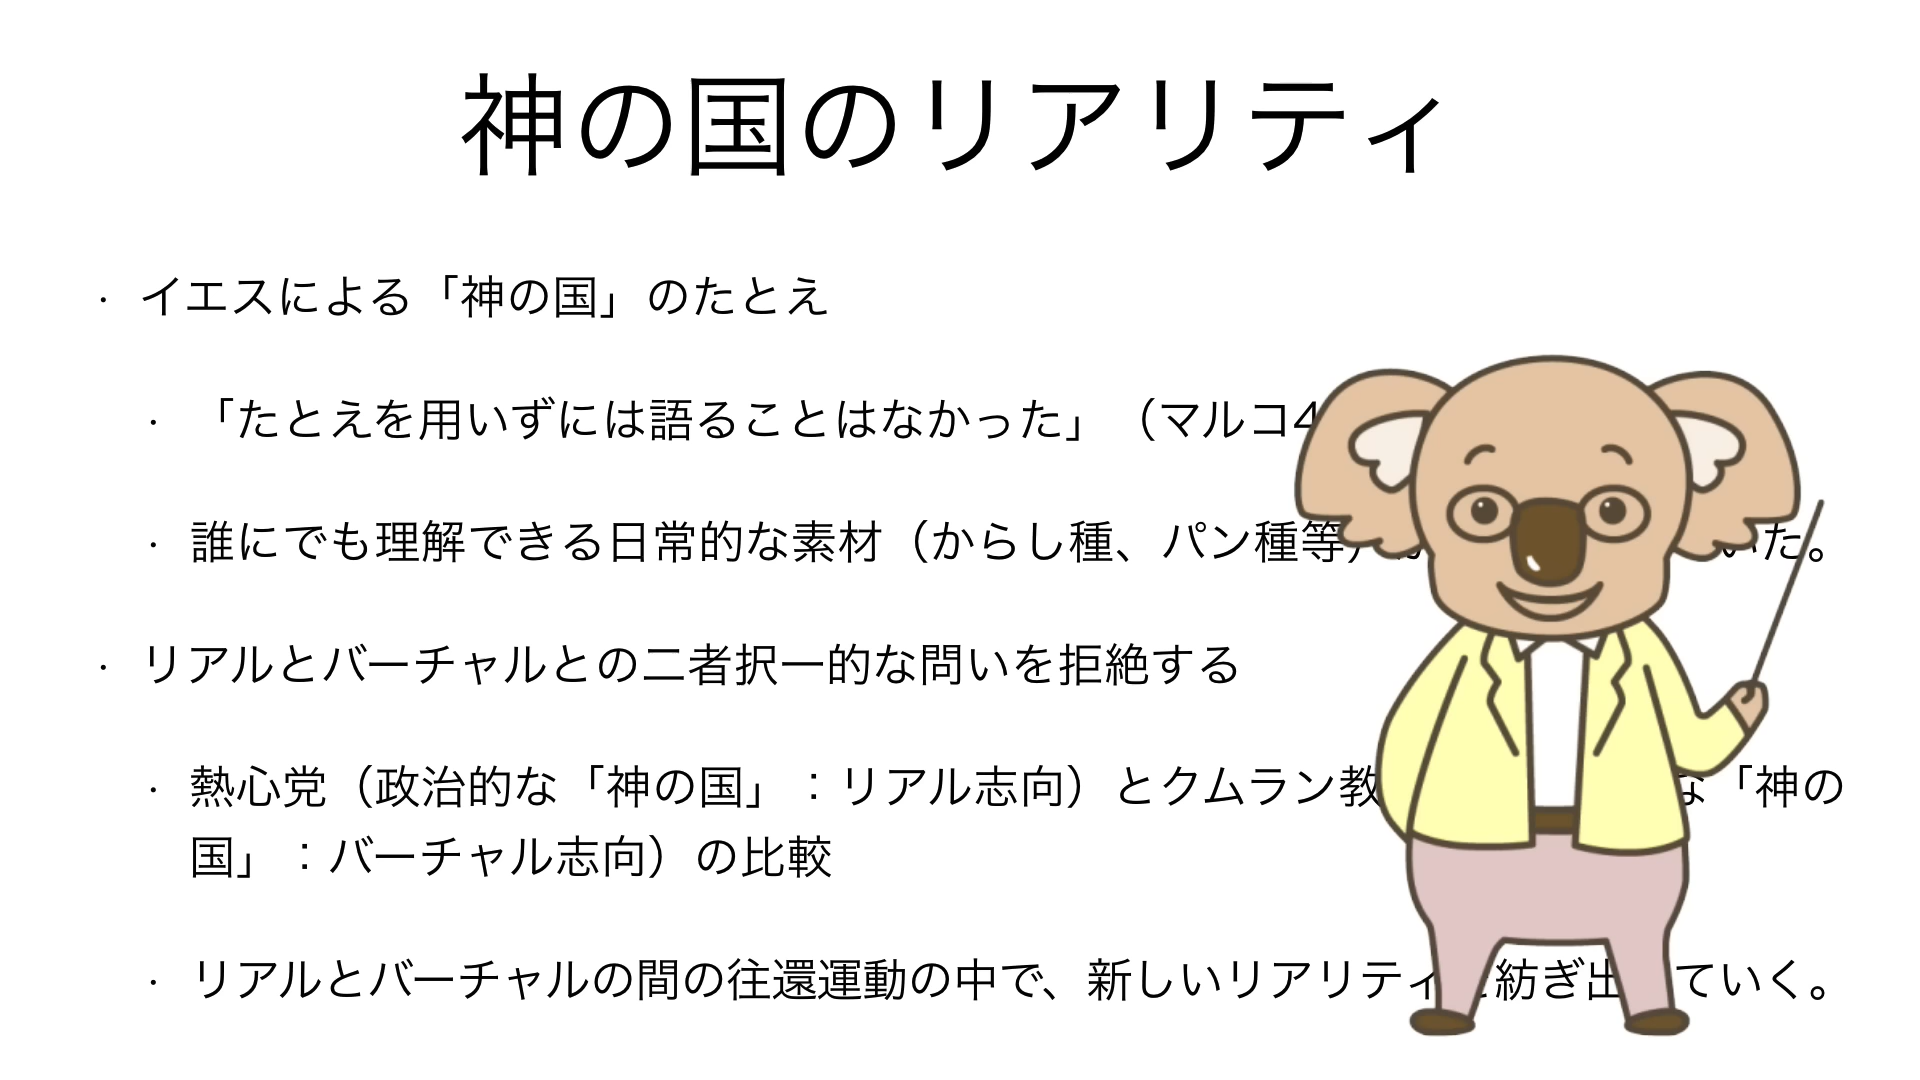 神の国のリアリティ
・ イエスによる「神の国」のたとえ
・ 「たとえを用いずには語ることはなかった」（マルコ4
・ 誰にでも理解できる日常的な素材（からし種、パン種等）が いた。
・ リアルとバーチャルとの二者択一的な問いを拒絶する
・ 熱心党（政治的な「神の国」：リアル志向）とクムラン教 な「神の
国」：バーチャル志向）の比較
・ リアルとバーチャルの間の往還運動の中で、新しいリアリティ 紡ぎ出 ていく。